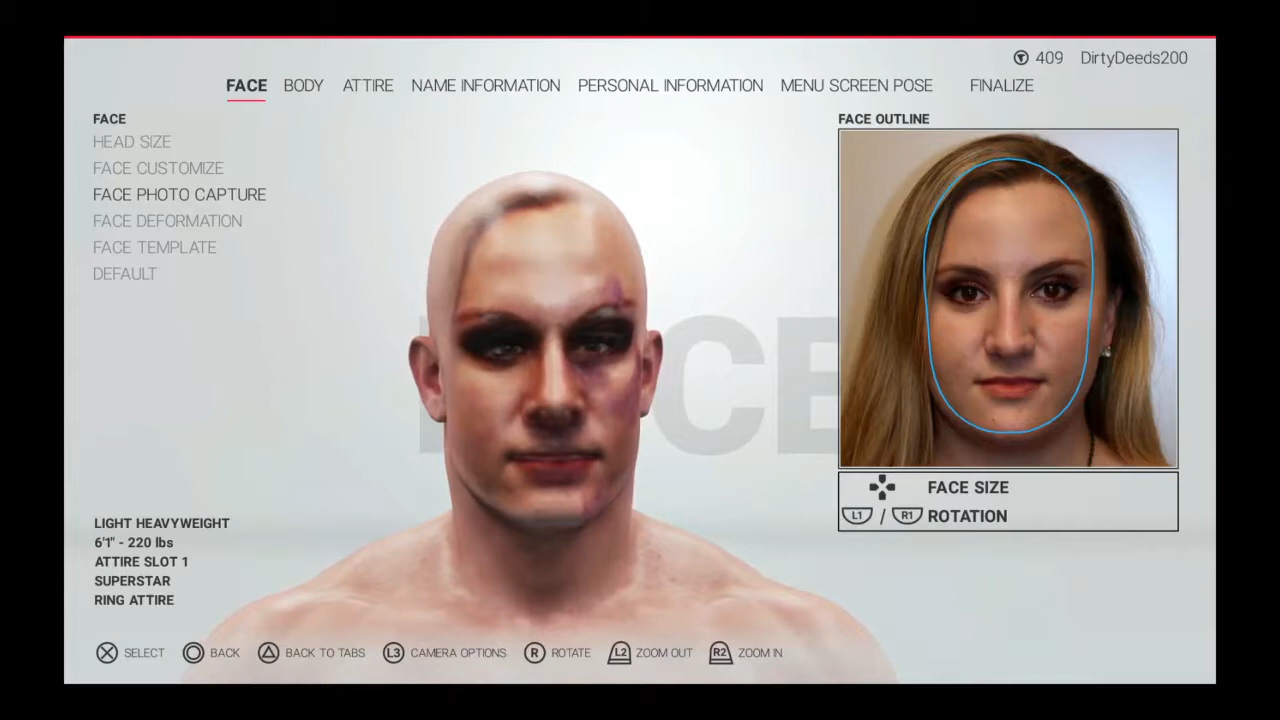 409 DirtyDeeds200
FACE BODY ATTIRE NAME INFORMATION PERSONAL INFORMATION MENU SCREEN POSE FINALIZE
FACE
HEAD SIZE
FACE CUSTOMIZE
FACE PHOTO CAPTURE
FACE DEFORMATION
FACE TEMPLATE
DEFAULT
FACE OUTLINE
FACE
FACE SIZE
L1 / R1 ROTATION
LIGHT HEAVYWEIGHT
6'1" - 220 lbs
ATTIRE SLOT 1
SUPERSTAR
RING ATTIRE
SELECT BACK BACK TO TABS L3 CAMERA OPTIONS R ROTATE L2 ZOOM OUT R2 ZOOM IN